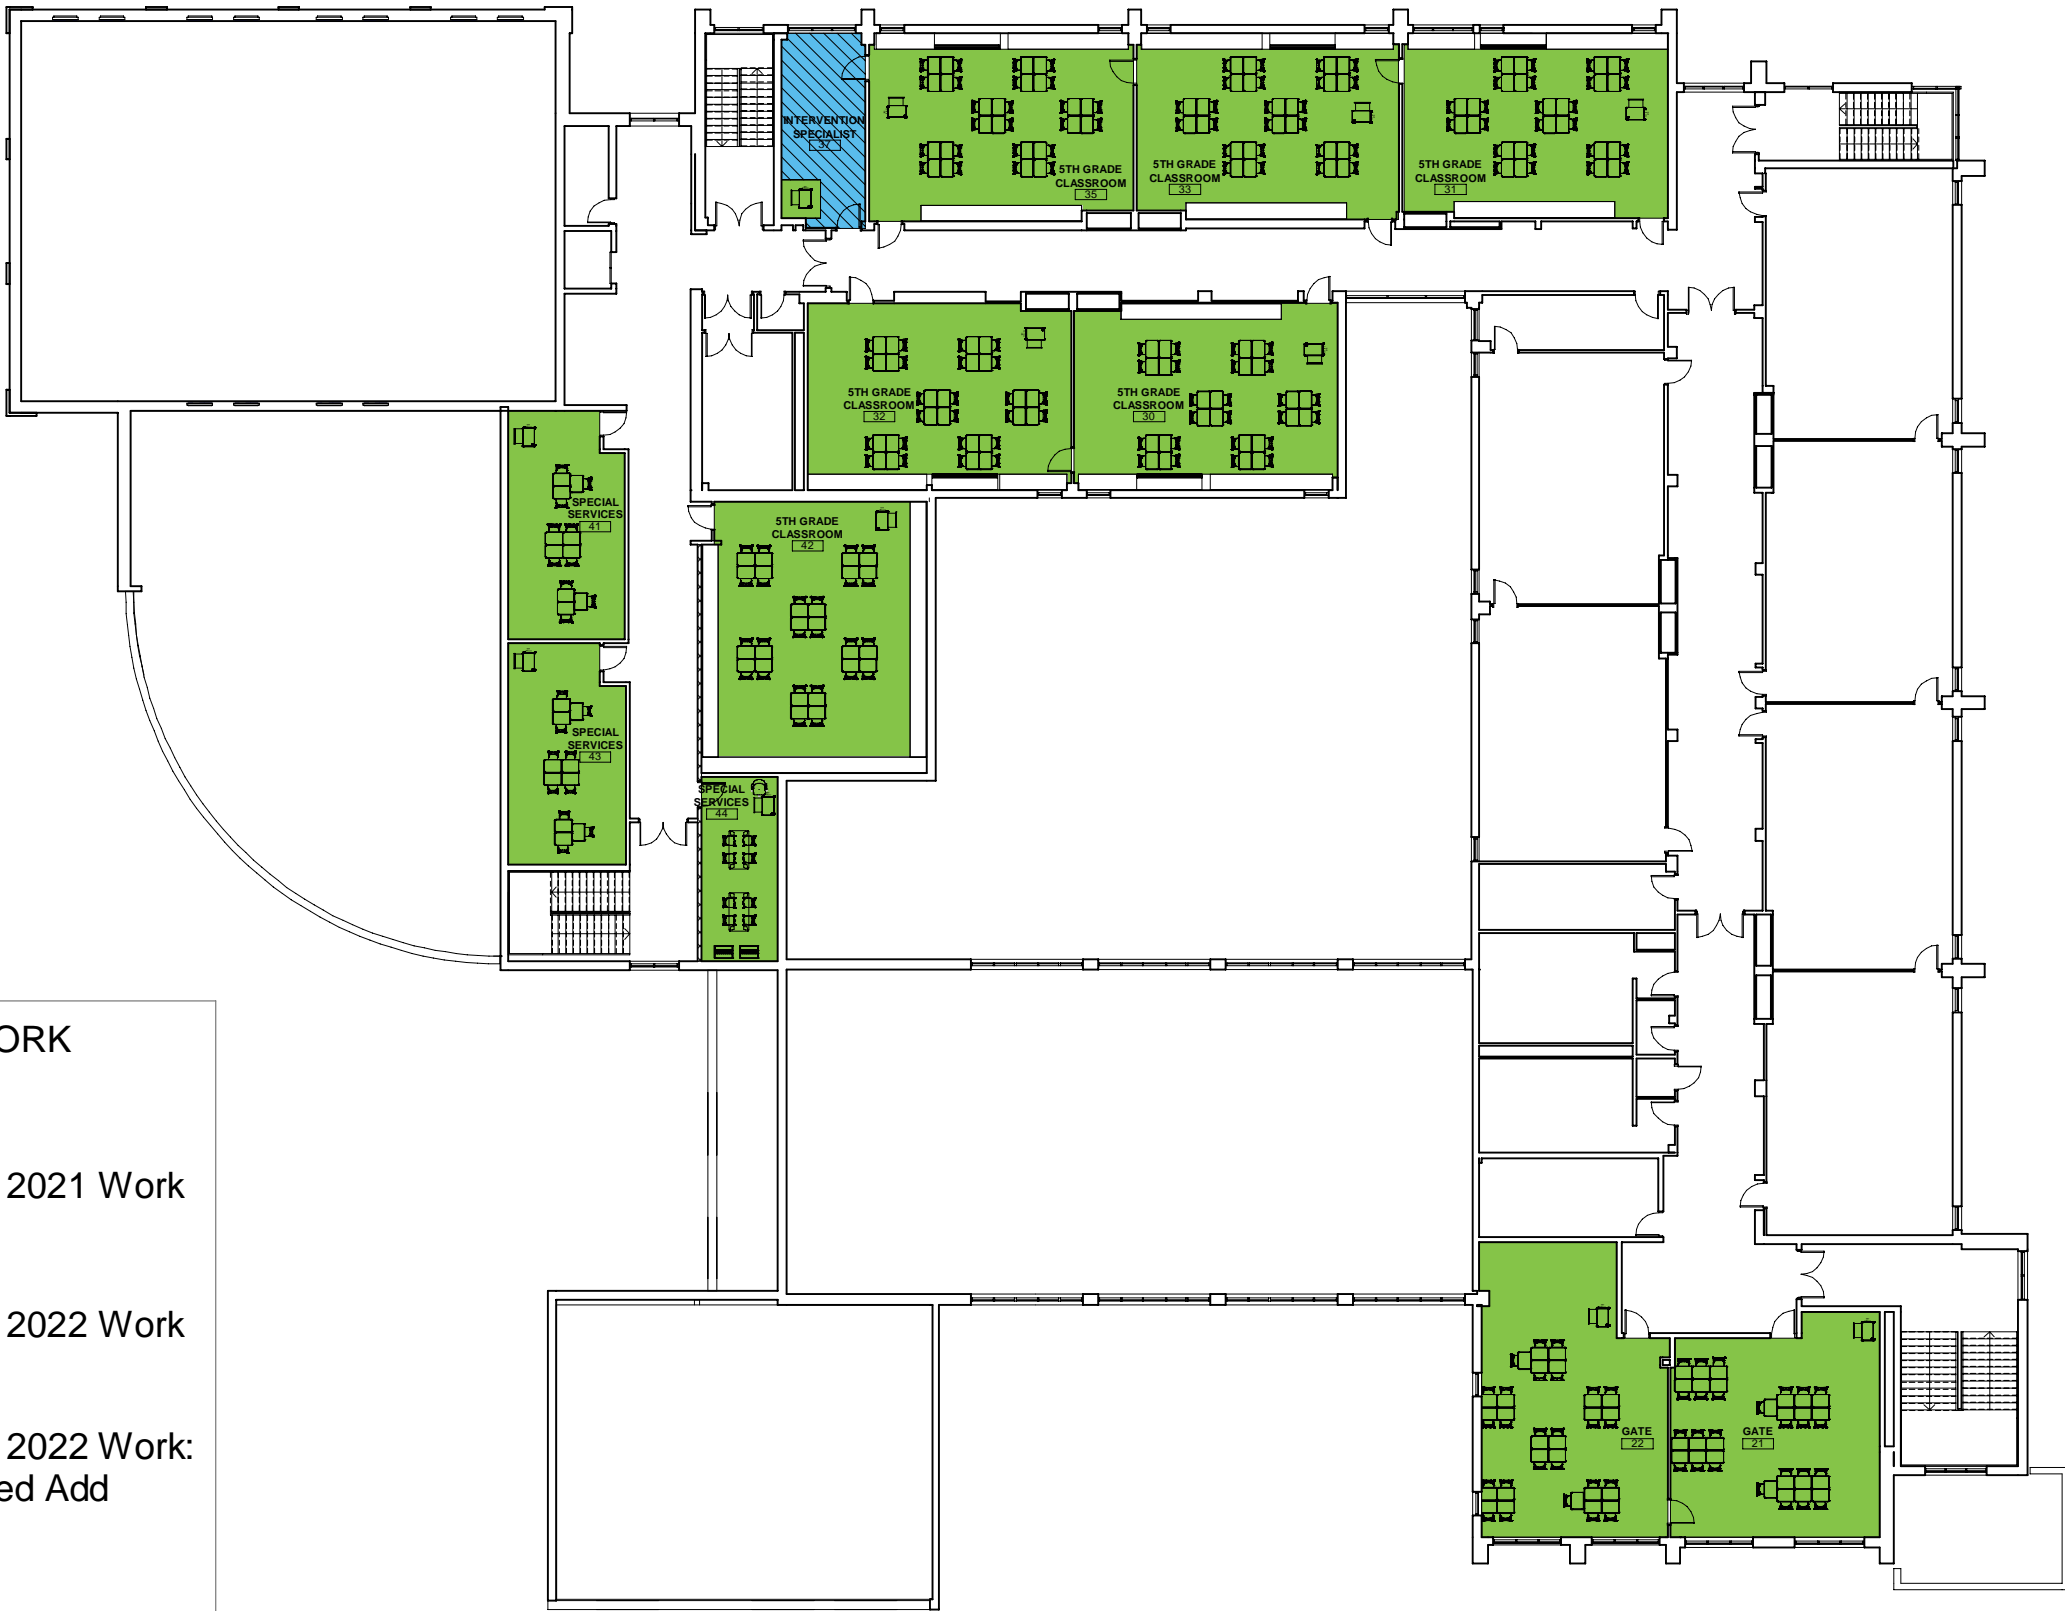 INTERVENTION
SPECIALIST
37
5TH GRADE
CLASSROOM
35
5TH GRADE
CLASSROOM
33
5TH GRADE
CLASSROOM
31
5TH GRADE
CLASSROOM
32
5TH GRADE
CLASSROOM
30
SPECIAL
SERVICES
41
5TH GRADE
CLASSROOM
42
SPECIAL
SERVICES
43
SPECIAL
SERVICES
44
ORK
2021 Work
2022 Work
2022 Work:
ed Add
GATE
22
GATE
21